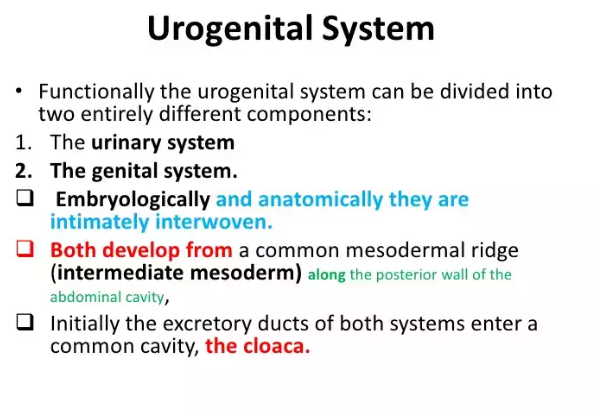 Urogenital System
• Functionally the urogenital system can be divided into
two entirely different components:
1. The urinary system
2. The genital system.
❑ Embryologically and anatomically they are
intimately interwoven.
❑ Both develop from a common mesodermal ridge
(intermediate mesoderm) along the posterior wall of the
abdominal cavity,
❑ Initially the excretory ducts of both systems enter a
common cavity, the cloaca.